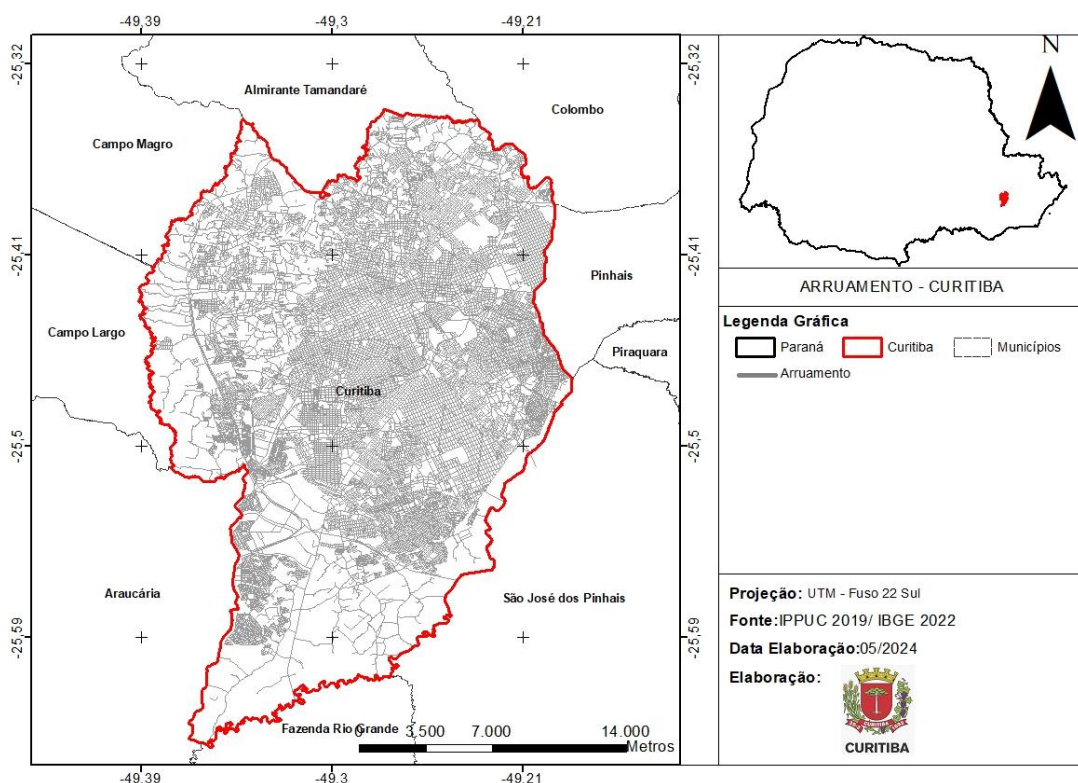 -49,39 -49,3 -49,21
-25,32 -25,32
Almirante Tamandaré
Colombo
Campo Magro
-25,41 -25,41
Pinhais
Campo Largo
Piraquara
Curitiba
-25,5 -25,5
Araucária
São José dos Pinhais
-25,59 -25,59
Fazenda Rio Grande
0 3.500 7.000 14.000
Metros
-49,39 -49,3 -49,21
N
ARRUAMENTO - CURITIBA
Legenda Gráfica
Paraná Curitiba Municípios
Arruamento
Projeção: UTM - Fuso 22 Sul
Fonte:IPPUC 2019/ IBGE 2022
Data Elaboração:05/2024
Elaboração:
CURITIBA
CURITIBA